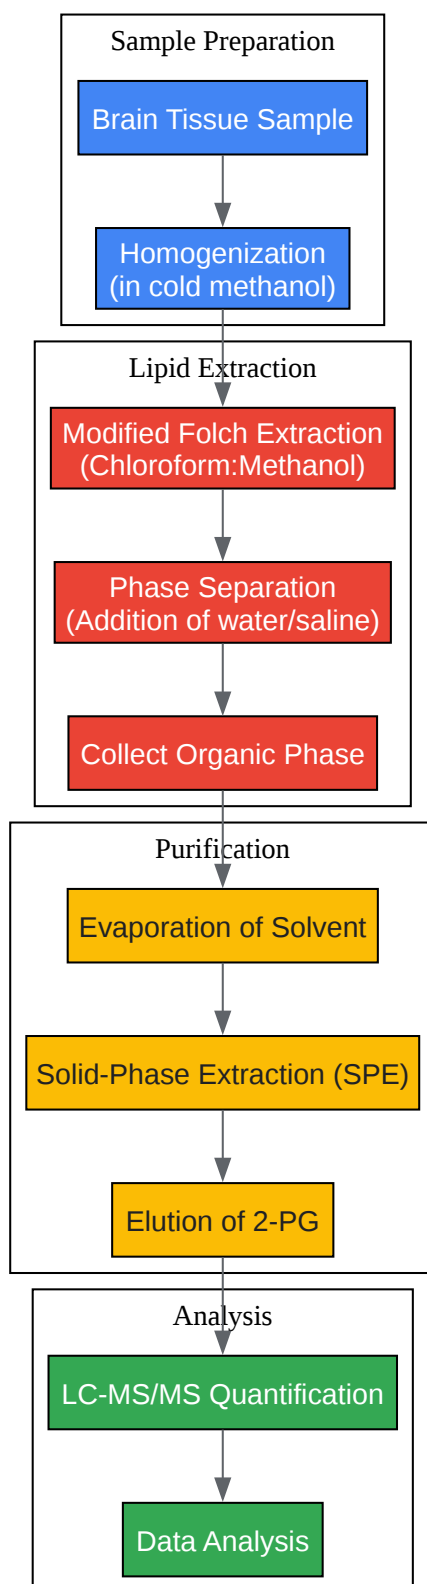 Sample Preparation
Brain Tissue Sample
Homogenization
(in cold methanol)
Lipid Extraction
Modified Folch Extraction
(Chloroform:Methanol)
Phase Separation
(Addition of water/saline)
Collect Organic Phase
Purification
Evaporation of Solvent
Solid-Phase Extraction (SPE)
Elution of 2-PG
Analysis
LC-MS/MS Quantification
Data Analysis